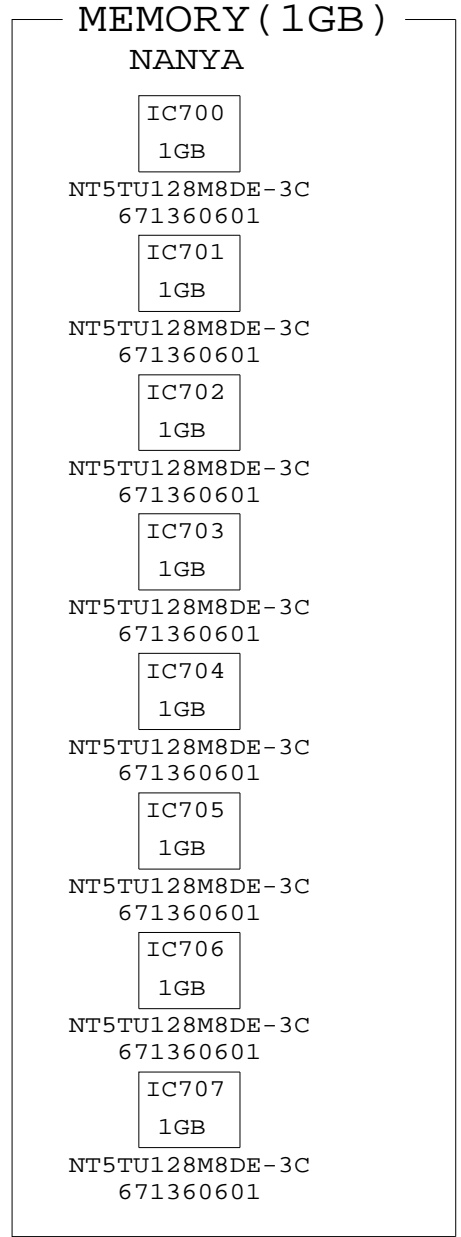 MEMORY(1GB)
NANYA
IC700
1GB
NT5TU128M8DE-3C
671360601
IC701
1GB
NT5TU128M8DE-3C
671360601
IC702
1GB
NT5TU128M8DE-3C
671360601
IC703
1GB
NT5TU128M8DE-3C
671360601
IC704
1GB
NT5TU128M8DE-3C
671360601
IC705
1GB
NT5TU128M8DE-3C
671360601
IC706
1GB
NT5TU128M8DE-3C
671360601
IC707
1GB
NT5TU128M8DE-3C
671360601